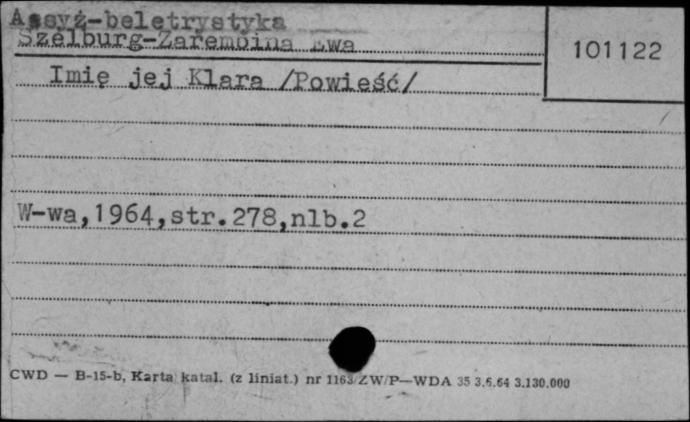 Assyż-beletrystyka
Szelburg-Zarembina Ewa
101122
Imię jej Klara /Powieść/
W-wa,1964,str.278,nlb.2
CWD — B-15-b, Karta katal. (z liniat.) nr 1163/ZW/P—WDA 35 3.6.64 3.130.000